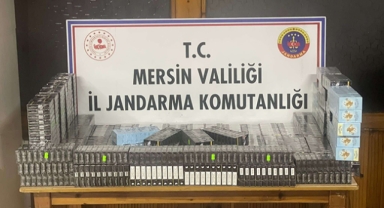 T.C.
MERSİN VALİLİĞİ
İL JANDARMA KOMUTANLIĞI